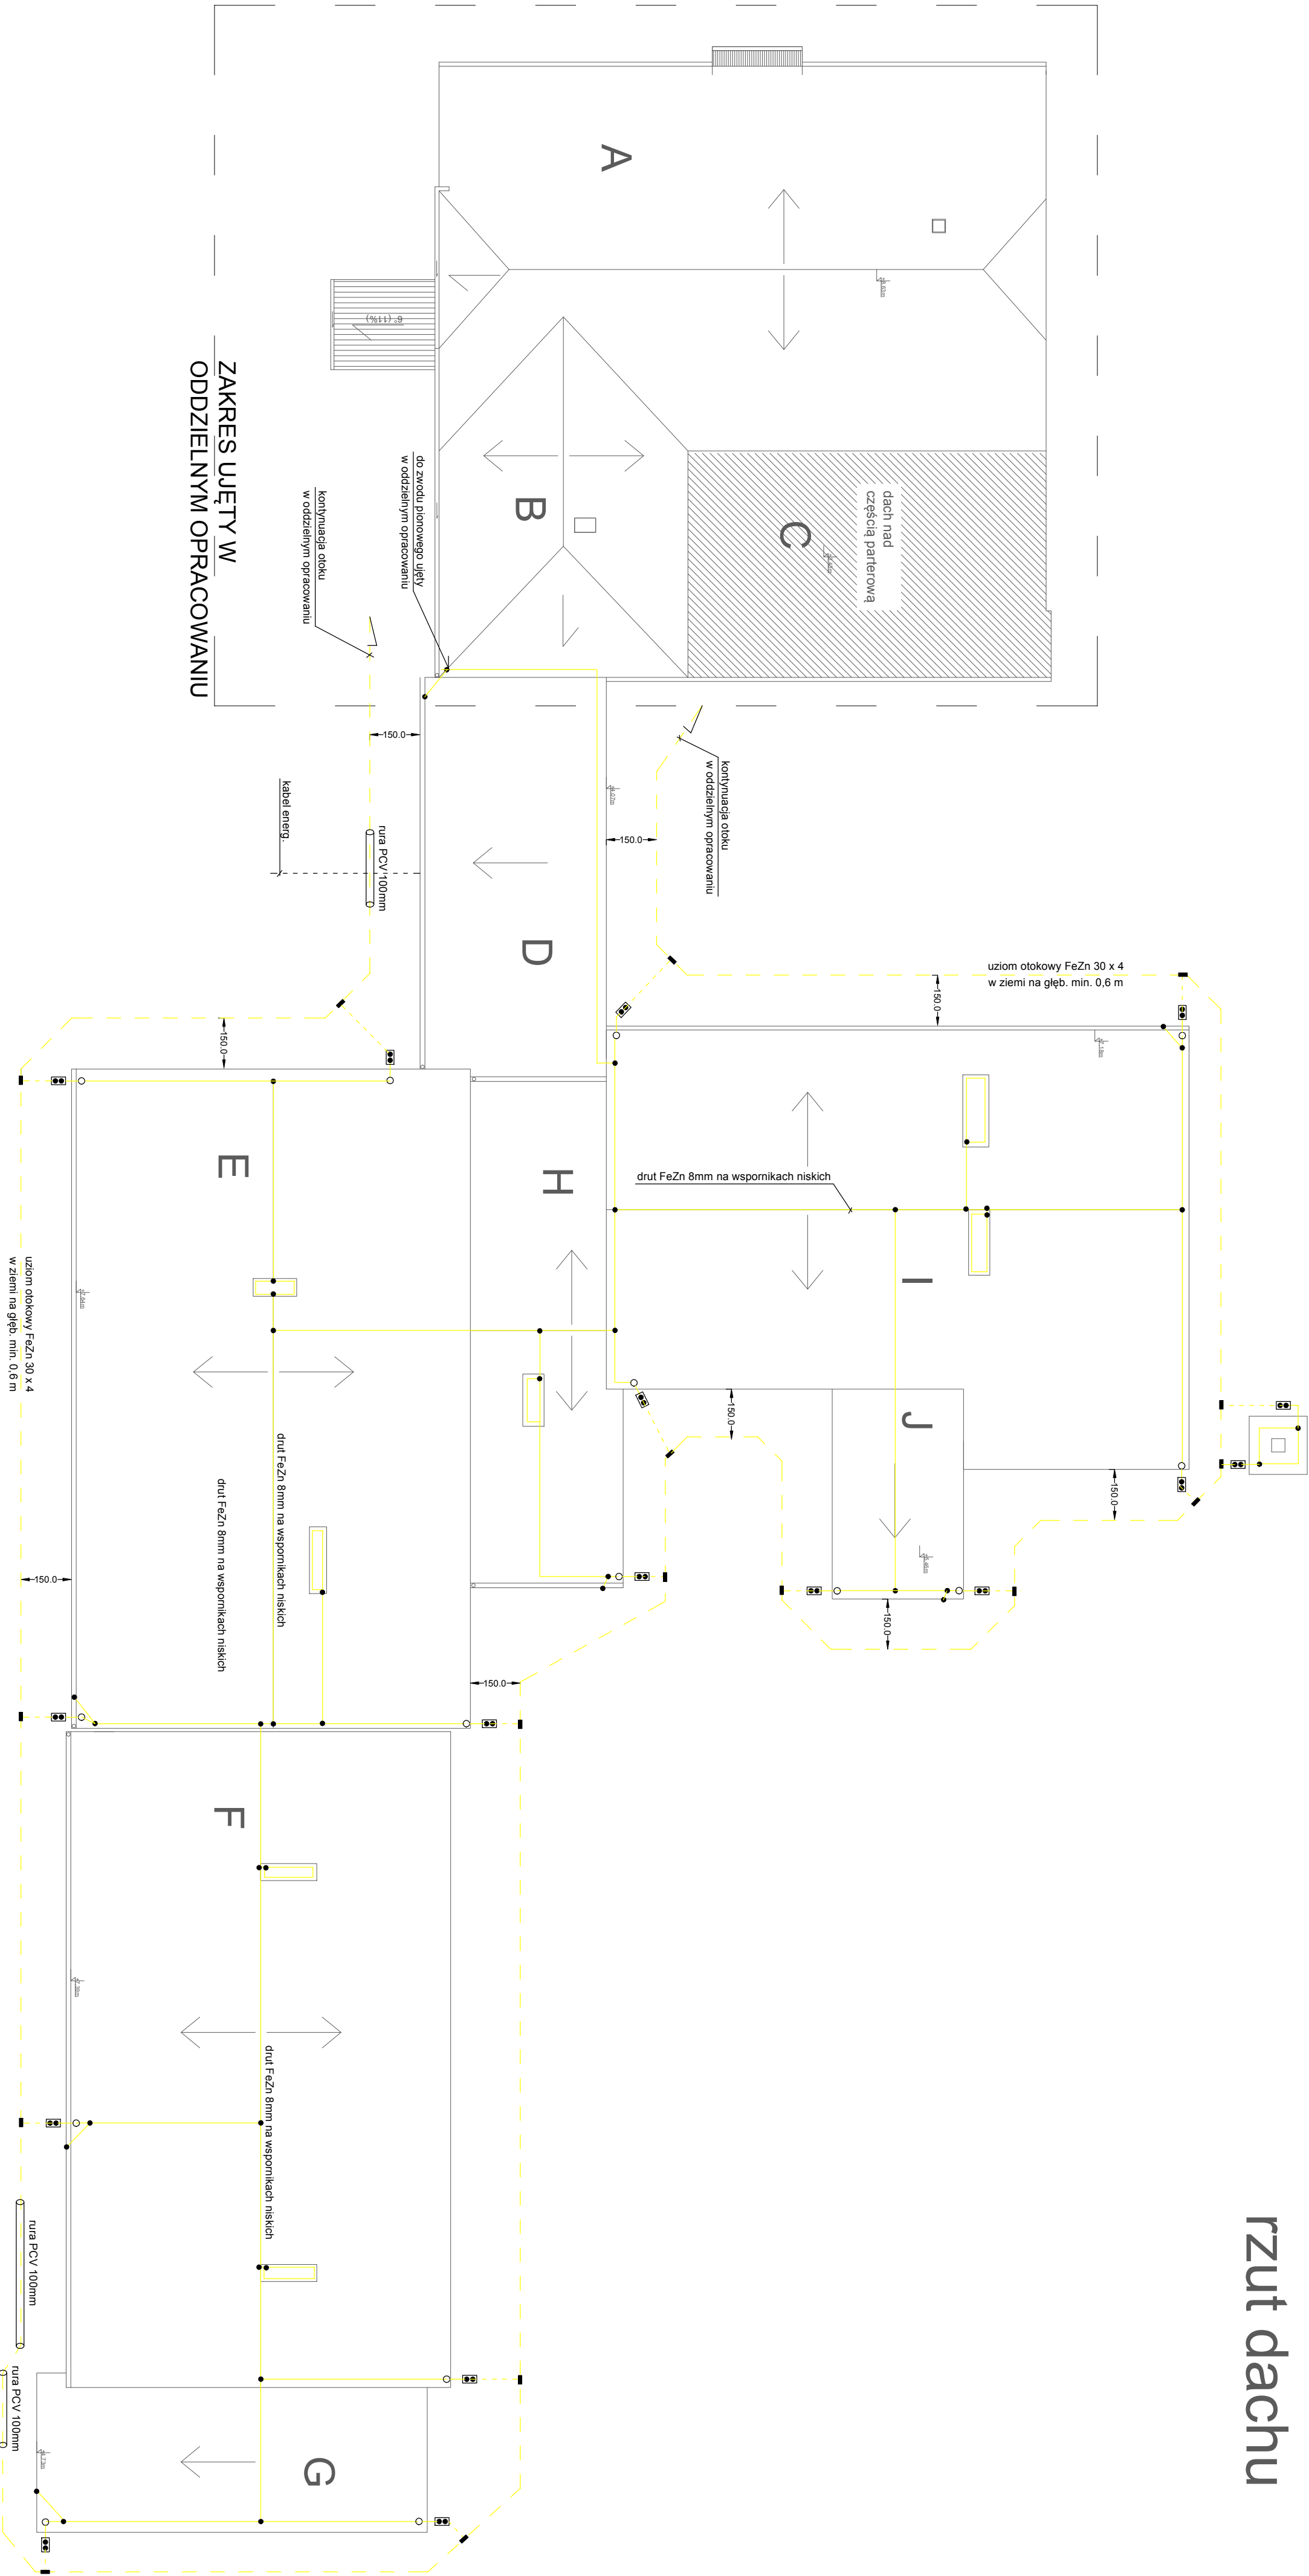 rzut dachu
A
B
C
dach nad
częścią parterową
6° (11%)
ZAKRES UJĘTY W
ODDZIELNYM OPRACOWANIU
do zwodu pionowego ujęty
w oddzielnym opracowaniu
kontynuacja otoku
w oddzielnym opracowaniu
kontynuacja otoku
w oddzielnym opracowaniu
150.0
150.0
kabel energ.
rura PCV 100mm
D
uziom otokowy FeZn 30 x 4
w ziemi na głęb. min. 0,6 m
150.0
150.0
E
H
I
J
drut FeZn 8mm na wspornikach niskich
150.0
150.0
150.0
uziom otokowy FeZn 30 x 4
w ziemi na głęb. min. 0,6 m
drut FeZn 8mm na wspornikach niskich
drut FeZn 8mm na wspornikach niskich
150.0
150.0
F
drut FeZn 8mm na wspornikach niskich
rura PCV 100mm
rura PCV 100mm
G